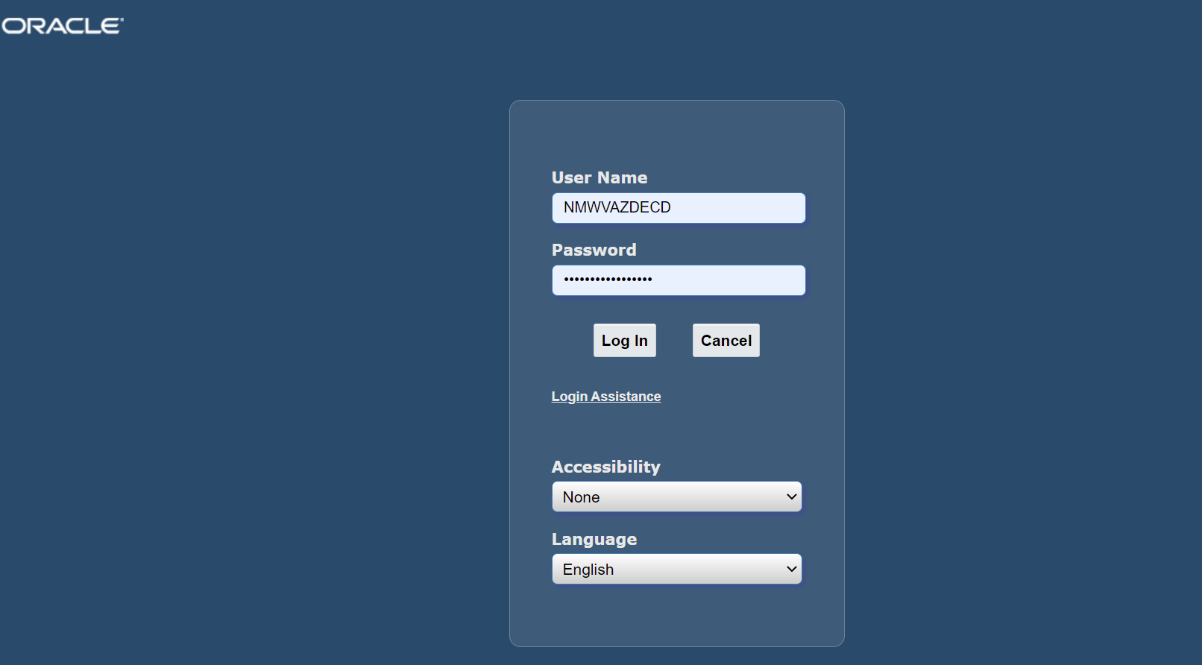 ORACLE
User Name
NMWVAZDECD
Password
•••••••••••••••••
Log In Cancel
Login Assistance
Accessibility
None
Language
English